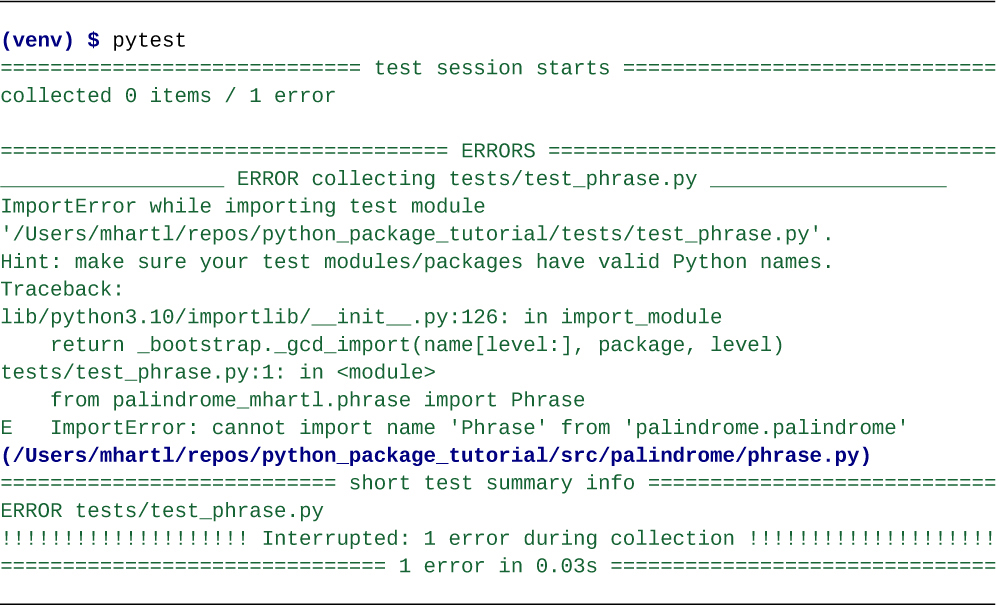 (venv) $ pytest
============================= test session starts ==============================
collected 0 items / 1 error
==================================== ERRORS ====================================
__________________ ERROR collecting tests/test_phrase.py ___________________
ImportError while importing test module
'/Users/mhartl/repos/python_package_tutorial/tests/test_phrase.py'.
Hint: make sure your test modules/packages have valid Python names.
Traceback:
lib/python3.10/importlib/__init__.py:126: in import_module
    return _bootstrap._gcd_import(name[level:], package, level)
tests/test_phrase.py:1: in <module>
    from palindrome_mhartl.phrase import Phrase
E   ImportError: cannot import name 'Phrase' from 'palindrome.palindrome'
(/Users/mhartl/repos/python_package_tutorial/src/palindrome/phrase.py)
=========================== short test summary info ============================
ERROR tests/test_phrase.py
!!!!!!!!!!!!!!!!!!!! Interrupted: 1 error during collection !!!!!!!!!!!!!!!!!!!!
=============================== 1 error in 0.03s ===============================